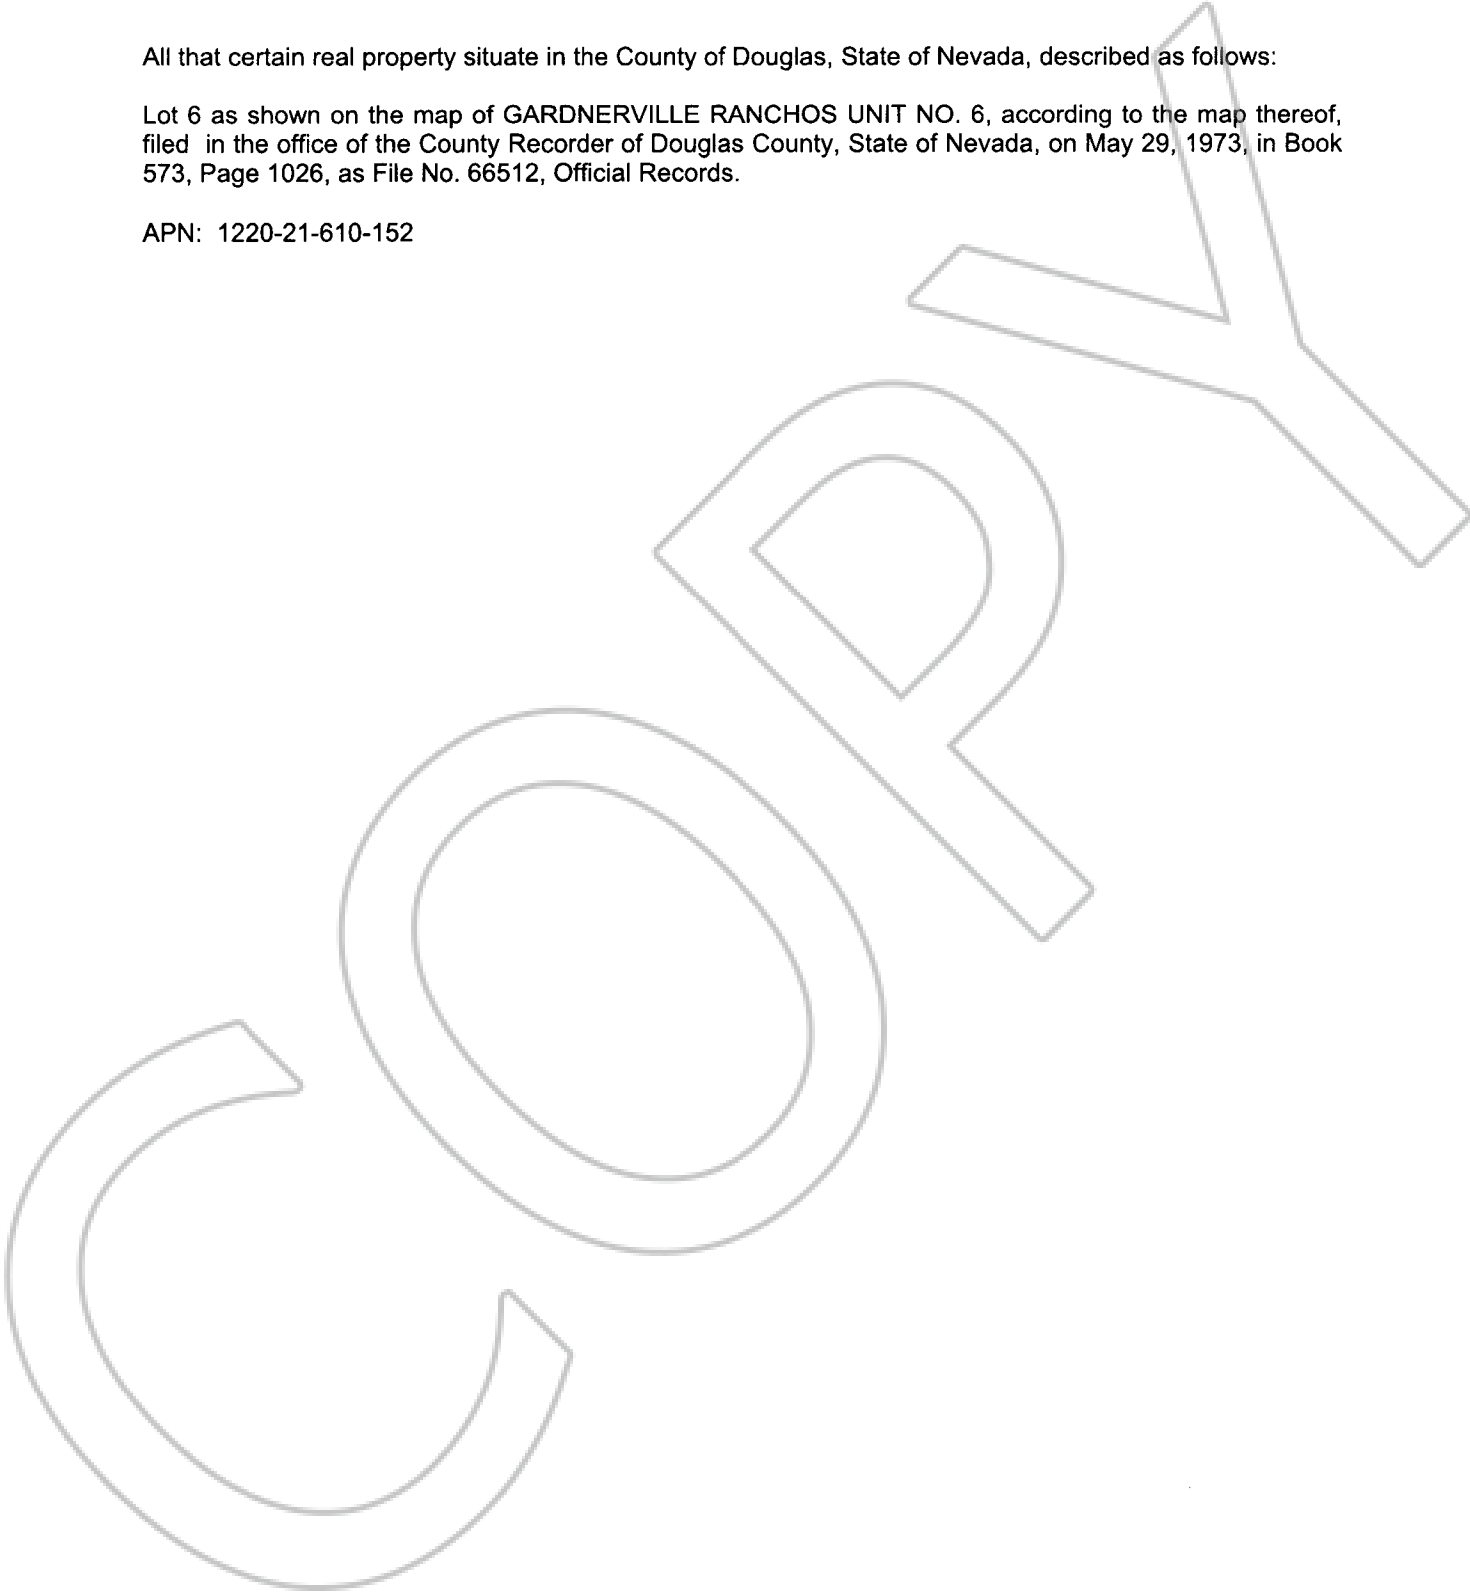 All that certain real property situate in the County of Douglas, State of Nevada, described as follows:
Lot 6 as shown on the map of GARDNERVILLE RANCHOS UNIT NO. 6, according to the map thereof,
filed in the office of the County Recorder of Douglas County, State of Nevada, on May 29, 1973, in Book
573, Page 1026, as File No. 66512, Official Records.
APN: 1220-21-610-152
COPY